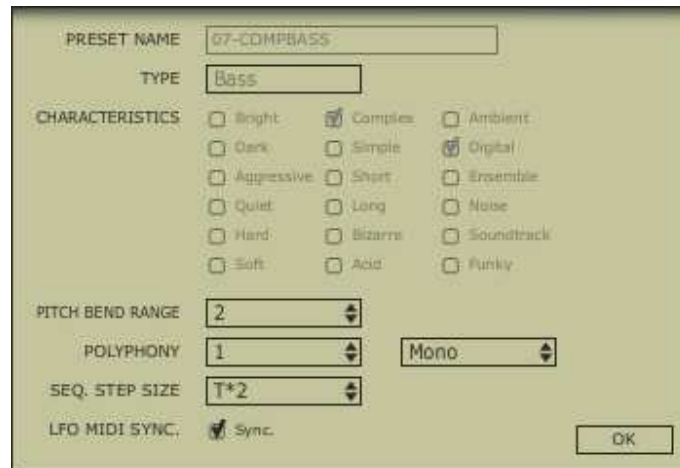 PRESET NAME 07-COMPBASS
TYPE Bass
CHARACTERISTICS Bright Complex Ambient
Dark Simple Digital
Aggressive Short Ensemble
Quiet Long Noise
Hard Bizarre Soundtrack
Soft Acid Funky
PITCH BEND RANGE 2
POLYPHONY 1 Mono
SEQ. STEP SIZE T*2
LFO MIDI SYNC. Sync.
OK